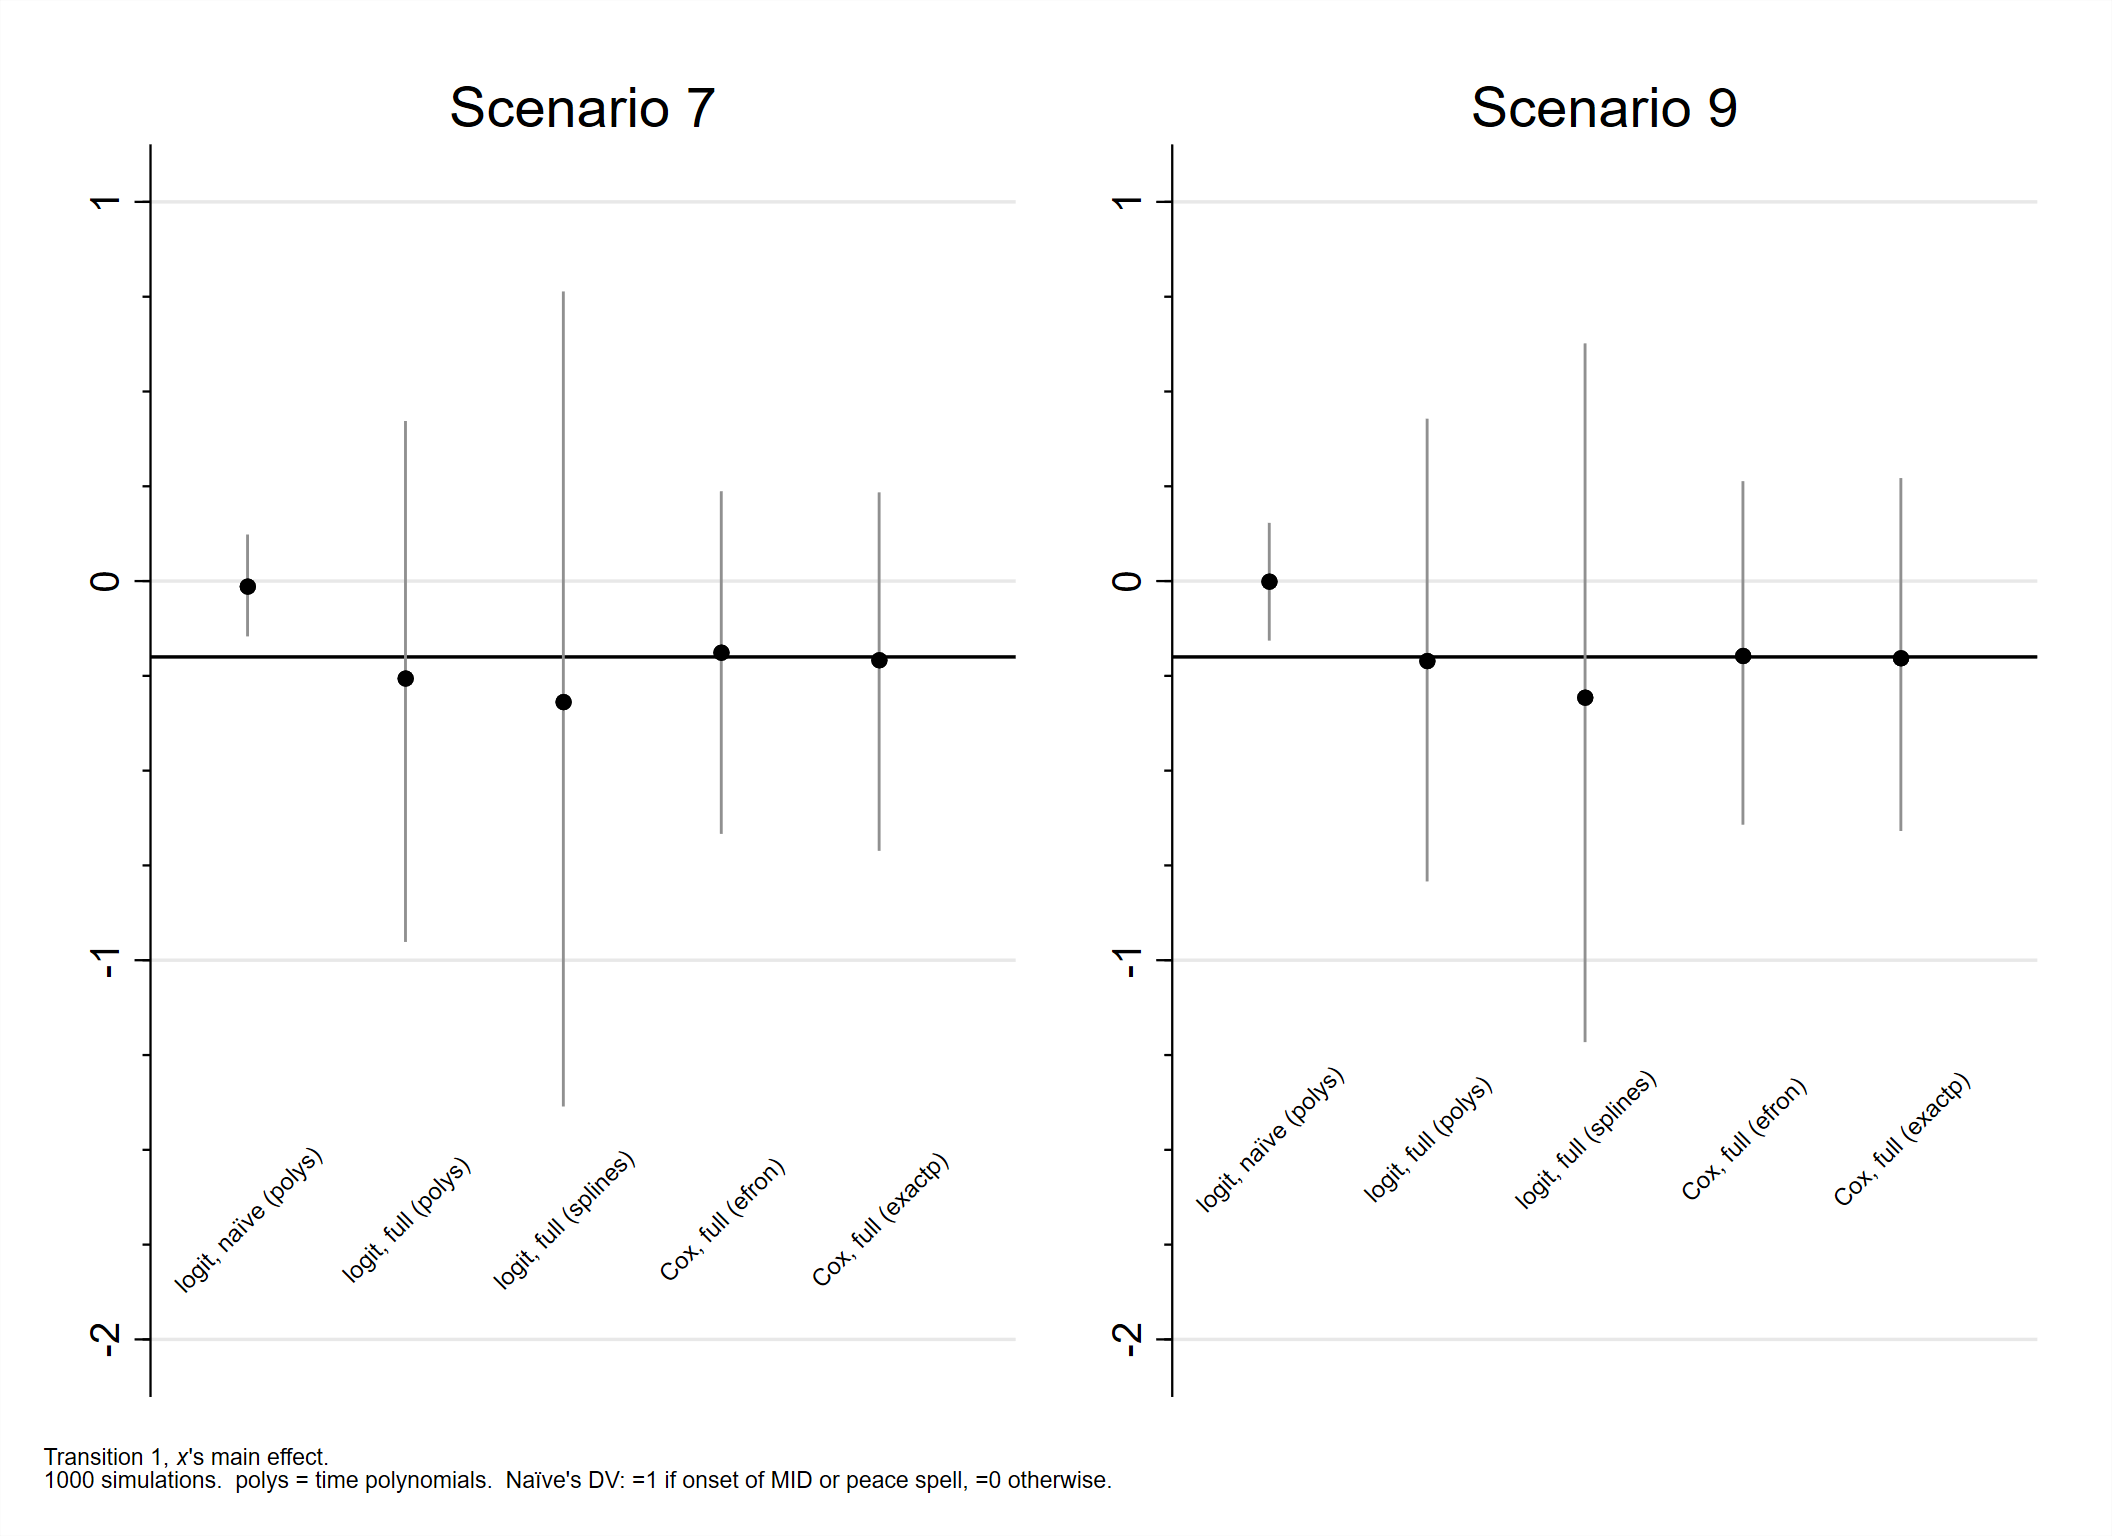 Scenario 7
1
0
-1
-2
logit, naïve (polys)
logit, full (polys)
logit, full (splines)
Cox, full (efron)
Cox, full (exactp)
Scenario 9
1
0
-1
-2
logit, naïve (polys)
logit, full (polys)
logit, full (splines)
Cox, full (efron)
Cox, full (exactp)
Transition 1, x's main effect.
1000 simulations.  polys = time polynomials.  Naïve's DV: =1 if onset of MID or peace spell, =0 otherwise.